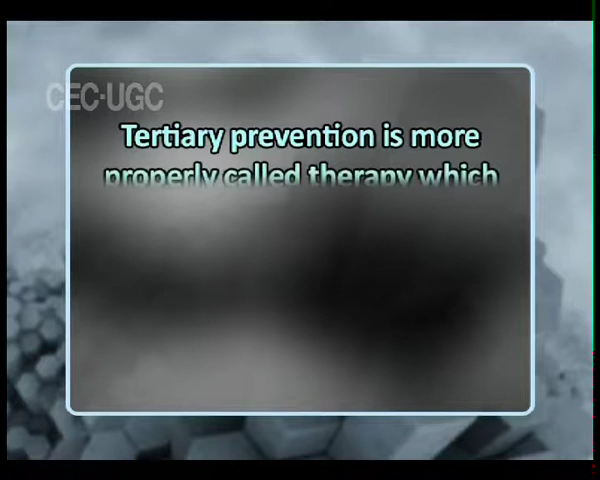 CEC-UGC
Tertiary prevention is more
properly called therapy which